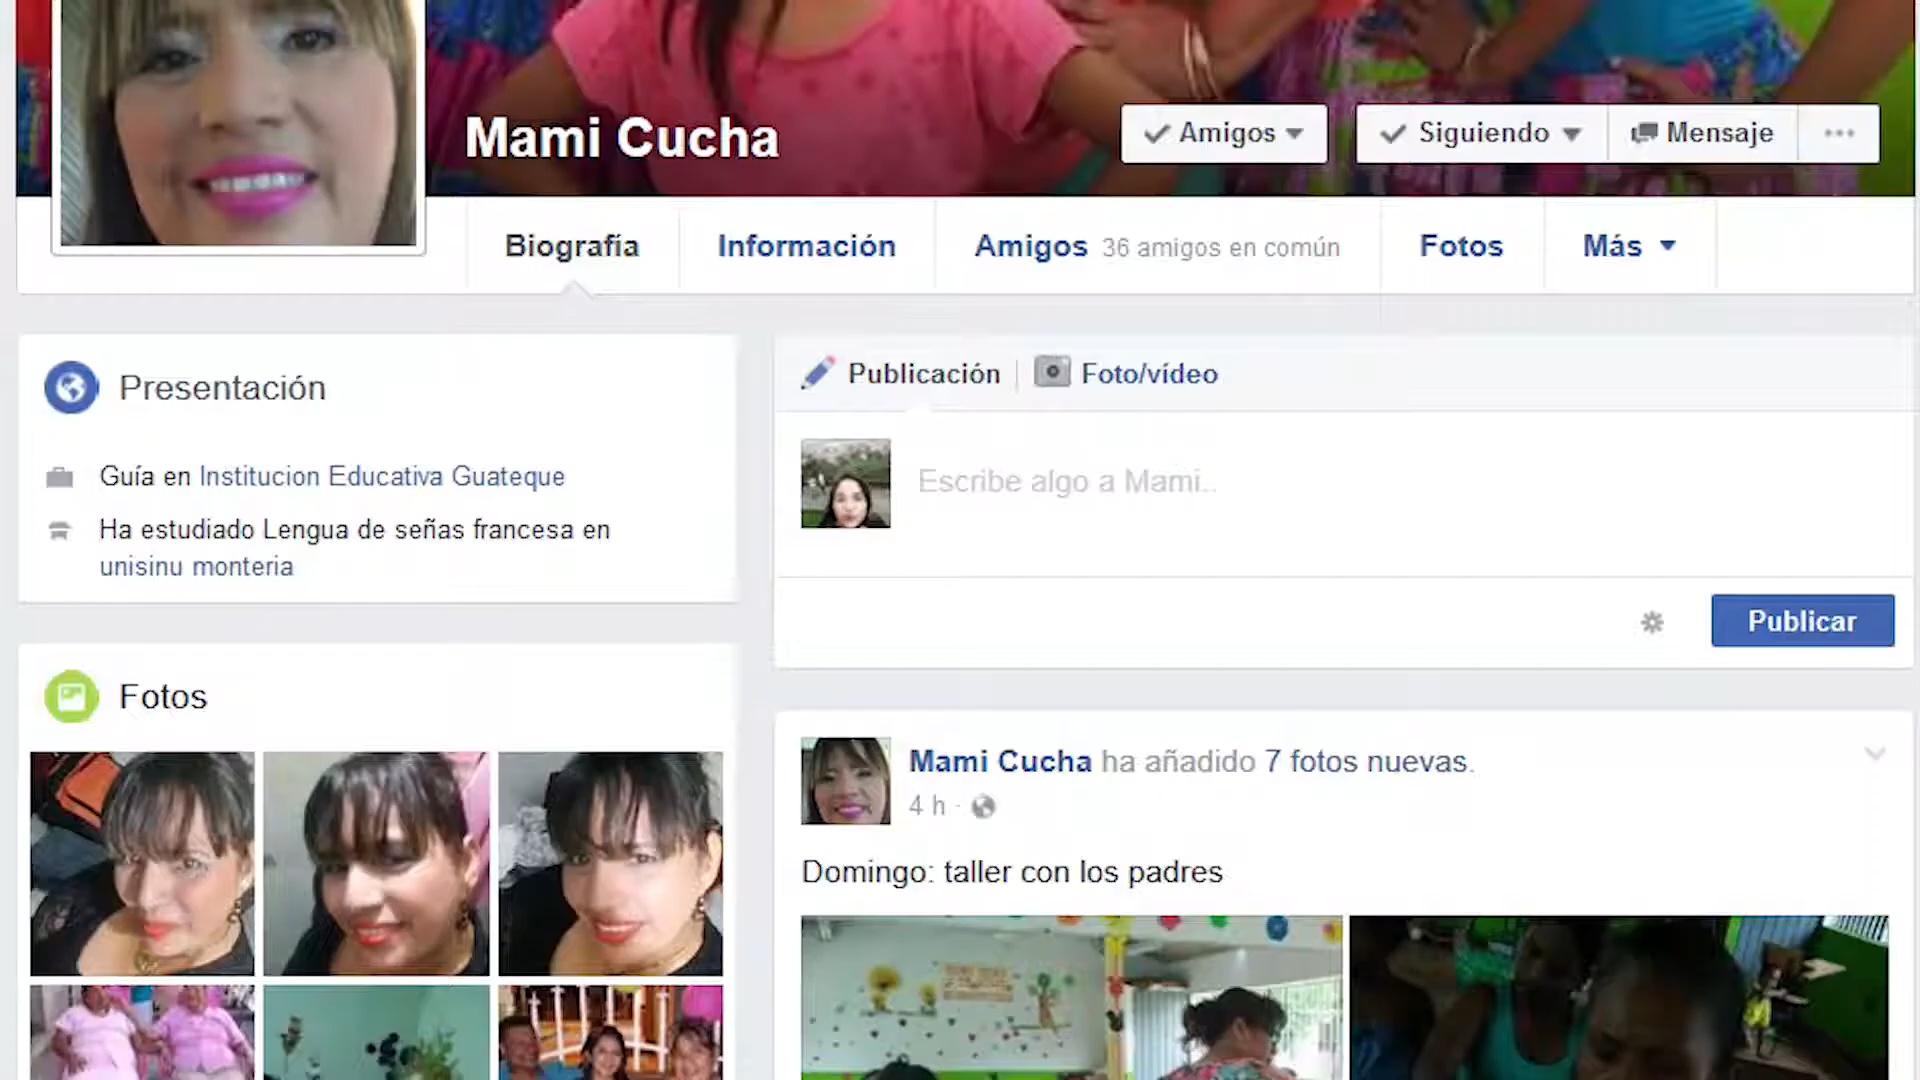 Mami Cucha
Amigos
Siguiendo
Mensaje
Biografía
Información
Amigos 36 amigos en común
Fotos
Más
Presentación
Guía en Institucion Educativa Guateque
Ha estudiado Lengua de señas francesa en
unisinu monteria
Fotos
Publicación
Foto/vídeo
Escribe algo a Mami..
Publicar
Mami Cucha ha añadido 7 fotos nuevas.
4 h ·
Domingo: taller con los padres